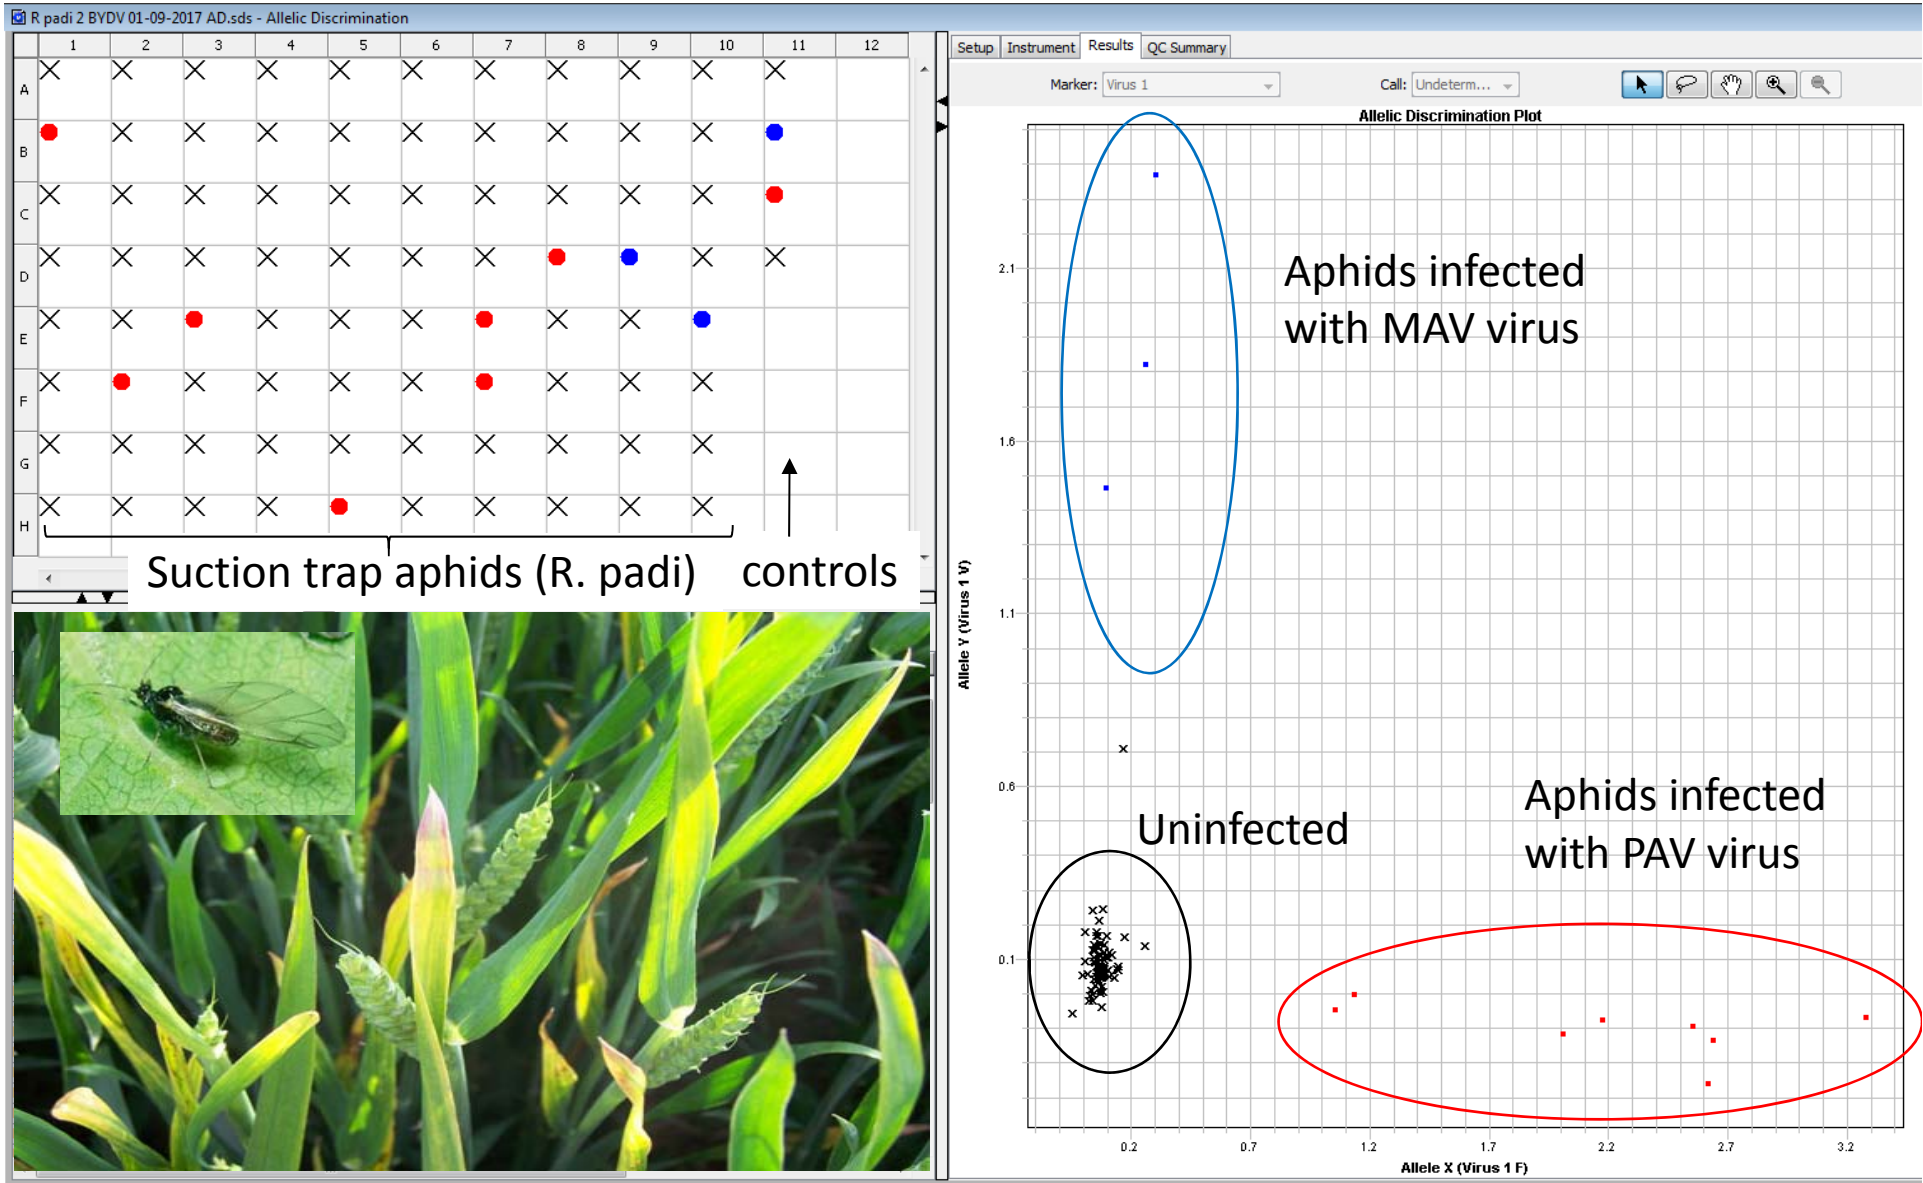 R padi 2 BYDV 01-09-2017 AD.sds - Allelic Discrimination
1 2 3 4 5 6 7 8 9 10 11 12
A
B
C
D
E
F
G
H
Suction trap aphids (R. padi) controls
Setup Instrument Results QC Summary
Marker: Virus 1 Call: Undeterm...
Allelic Discrimination Plot
Aphids infected
with MAV virus
Uninfected
Aphids infected
with PAV virus
Allele Y (Virus 1 V)
2.1
1.6
1.1
0.6
0.1
0.2 0.7 1.2 1.7 2.2 2.7 3.2
Allele X (Virus 1 F)